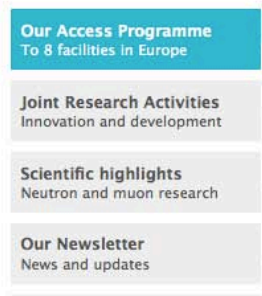 Our Access Programme
To 8 facilities in Europe
Joint Research Activities
Innovation and development
Scientific highlights
Neutron and muon research
Our Newsletter
News and updates